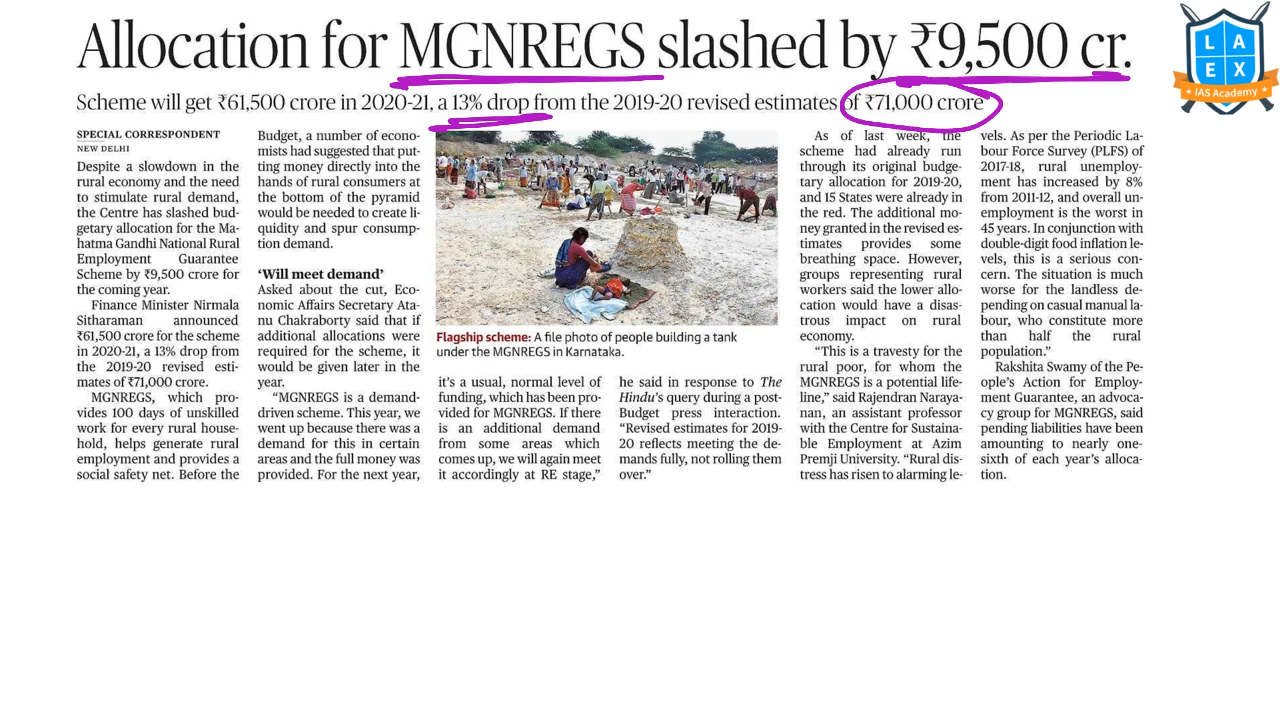 Allocation for MGNREGS slashed by ₹9,500 cr.
Scheme will get ₹61,500 crore in 2020-21, a 13% drop from the 2019-20 revised estimates of ₹71,000 crore
L A
E X
IAS Academy
SPECIAL CORRESPONDENT
NEW DELHI
Despite a slowdown in the
rural economy and the need
to stimulate rural demand,
the Centre has slashed bud-
getary allocation for the Ma-
hatma Gandhi National Rural
Employment Guarantee
Scheme by ₹9,500 crore for
the coming year.
Finance Minister Nirmala
Sitharaman announced
₹61,500 crore for the scheme
in 2020-21, a 13% drop from
the 2019-20 revised esti-
mates of ₹71,000 crore.
MGNREGS, which pro-
vides 100 days of unskilled
work for every rural house-
hold, helps generate rural
employment and provides a
social safety net. Before the
Budget, a number of econo-
mists had suggested that put-
ting money directly into the
hands of rural consumers at
the bottom of the pyramid
would be needed to create li-
quidity and spur consump-
tion demand.
‘Will meet demand’
Asked about the cut, Eco-
nomic Affairs Secretary Ata-
nu Chakraborty said that if
additional allocations were
required for the scheme, it
would be given later in the
year.
“MGNREGS is a demand-
driven scheme. This year, we
went up because there was a
demand for this in certain
areas and the full money was
provided. For the next year,
Flagship scheme: A file photo of people building a tank
under the MGNREGS in Karnataka.
it’s a usual, normal level of
funding, which has been pro-
vided for MGNREGS. If there
is an additional demand
from some areas which
comes up, we will again meet
it accordingly at RE stage,”
he said in response to The
Hindu’s query during a post-
Budget press interaction.
“Revised estimates for 2019-
20 reflects meeting the de-
mands fully, not rolling them
over.”
As of last week, the
scheme had already run
through its original budge-
tary allocation for 2019-20,
and 15 States were already in
the red. The additional mo-
ney granted in the revised es-
timates provides some
breathing space. However,
groups representing rural
workers said the lower allo-
cation would have a disas-
trous impact on rural
economy.
“This is a travesty for the
rural poor, for whom the
MGNREGS is a potential life-
line,” said Rajendran Naraya-
nan, an assistant professor
with the Centre for Sustaina-
ble Employment at Azim
Premji University. “Rural dis-
tress has risen to alarming le-
vels. As per the Periodic La-
bour Force Survey (PLFS) of
2017-18, rural unemploy-
ment has increased by 8%
from 2011-12, and overall un-
employment is the worst in
45 years. In conjunction with
double-digit food inflation le-
vels, this is a serious con-
cern. The situation is much
worse for the landless de-
pending on casual manual la-
bour, who constitute more
than half the rural
population.”
Rakshita Swamy of the Pe-
ople’s Action for Employ-
ment Guarantee, an advoca-
cy group for MGNREGS, said
pending liabilities have been
amounting to nearly one-
sixth of each year’s alloca-
tion.